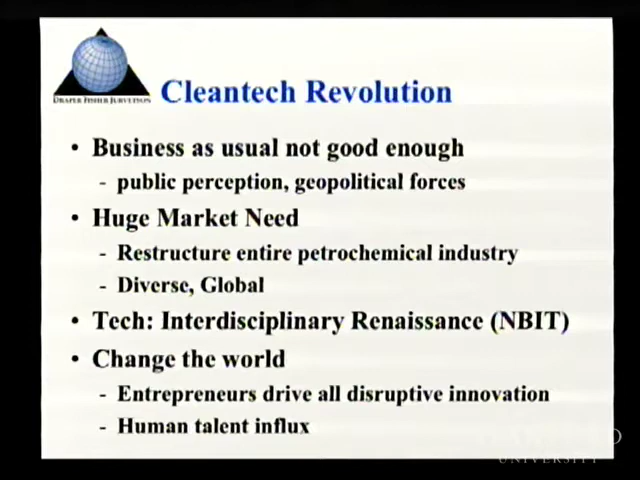 DRAPER FISHER JURVETSON
Cleantech Revolution
• Business as usual not good enough
- public perception, geopolitical forces
• Huge Market Need
- Restructure entire petrochemical industry
- Diverse, Global
• Tech: Interdisciplinary Renaissance (NBIT)
• Change the world
- Entrepreneurs drive all disruptive innovation
- Human talent influx
UNIVERSITY